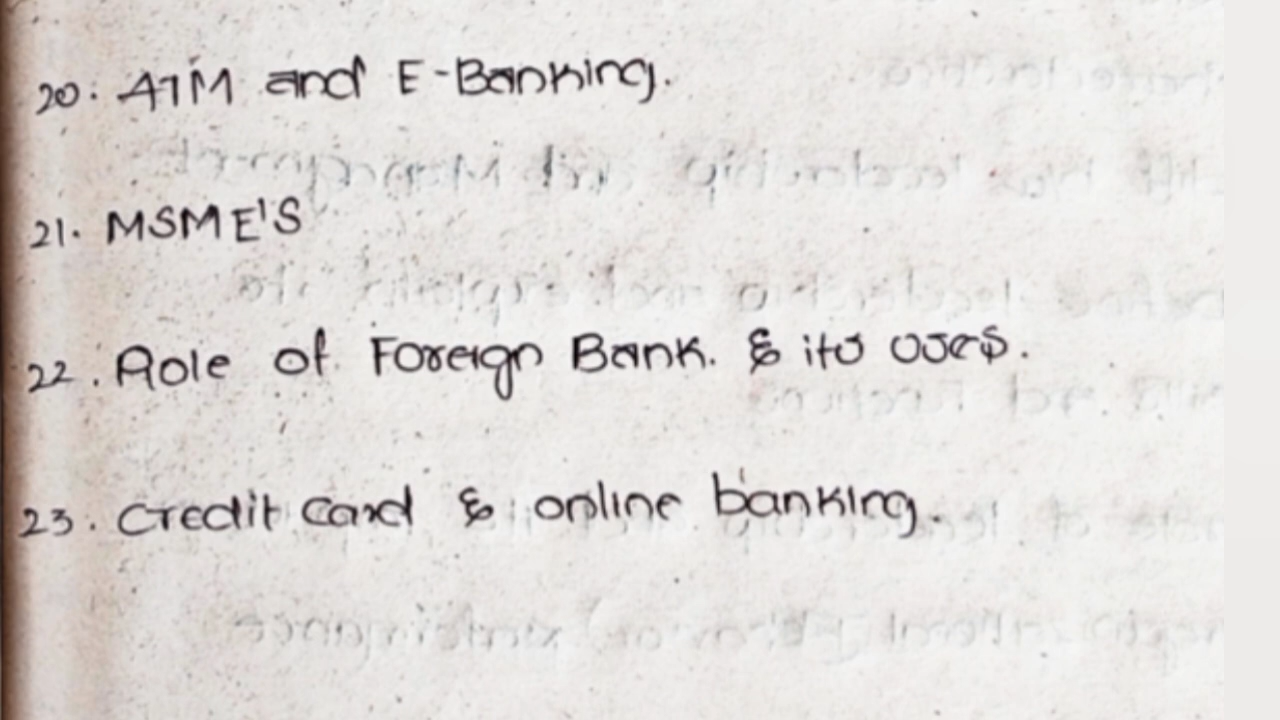 20. ATM and E-Banking.
21. MSME'S
22. Role of Foreign Bank. & its uses.
23. Credit Card & online banking.